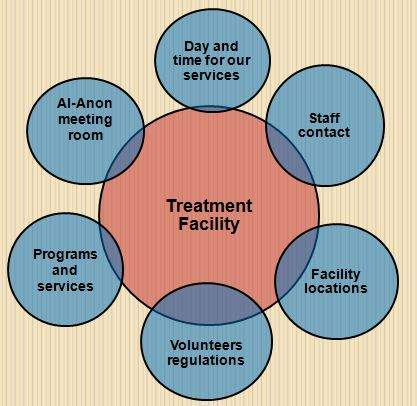 Day and
time for our
services
Al-Anon
meeting
room
Staff
contact
Treatment
Facility
Programs
and
services
Facility
locations
Volunteers
regulations